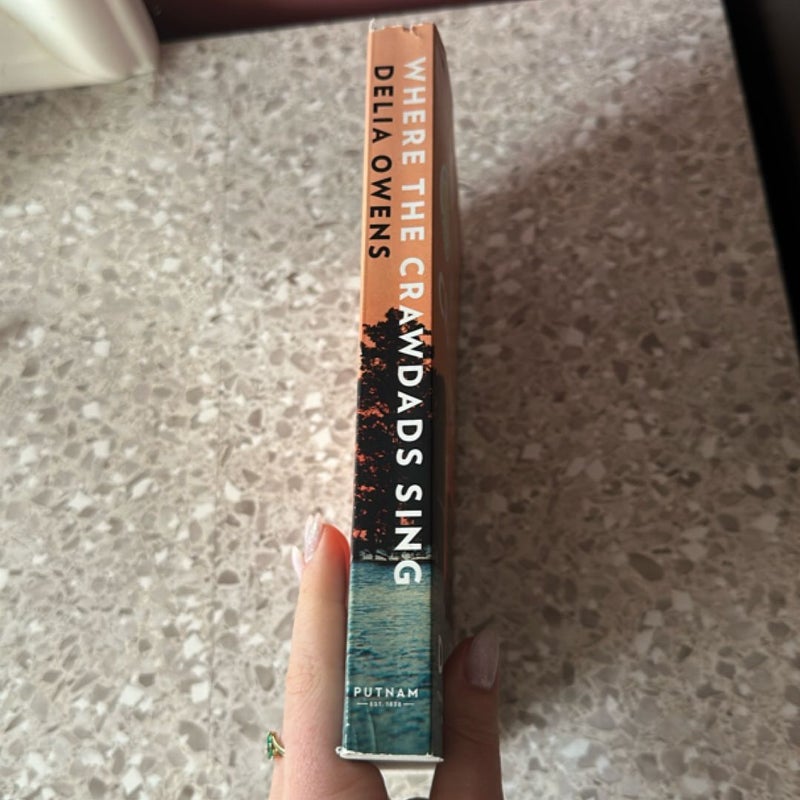 WHERE THE CRAWDADS SING
DELIA OWENS
PUTNAM
EST. 1838